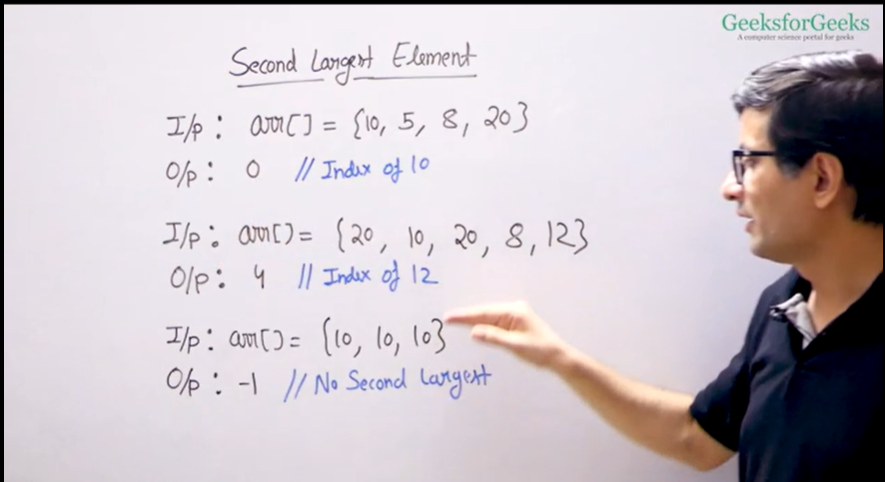 GeeksforGeeks
A computer science portal for geeks
Second Largest Element
I/p : arr[] = {10, 5, 8, 20}
O/p : 0 // Index of 10
I/p : arr[] = {20, 10, 20, 8, 12}
O/p : 4 // Index of 12
I/p : arr[] = {10, 10, 10}
O/p : -1 // No Second Largest